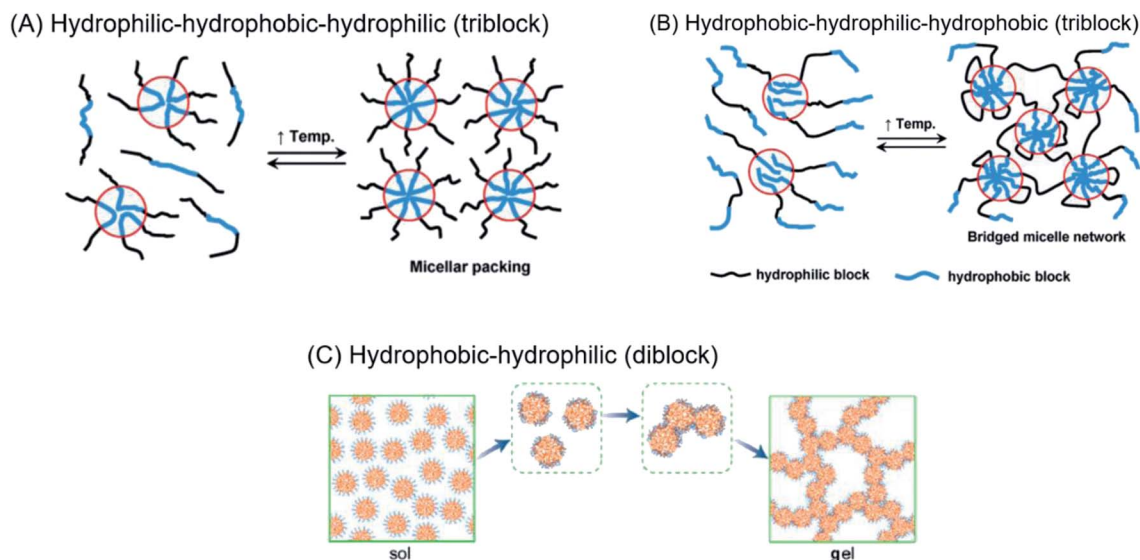 (A) Hydrophilic-hydrophobic-hydrophilic (triblock)
(B) Hydrophobic-hydrophilic-hydrophobic (triblock)
↑ Temp.
Micellar packing
↑ Temp.
Bridged micelle network
hydrophilic block
hydrophobic block
(C) Hydrophobic-hydrophilic (diblock)
sol
gel